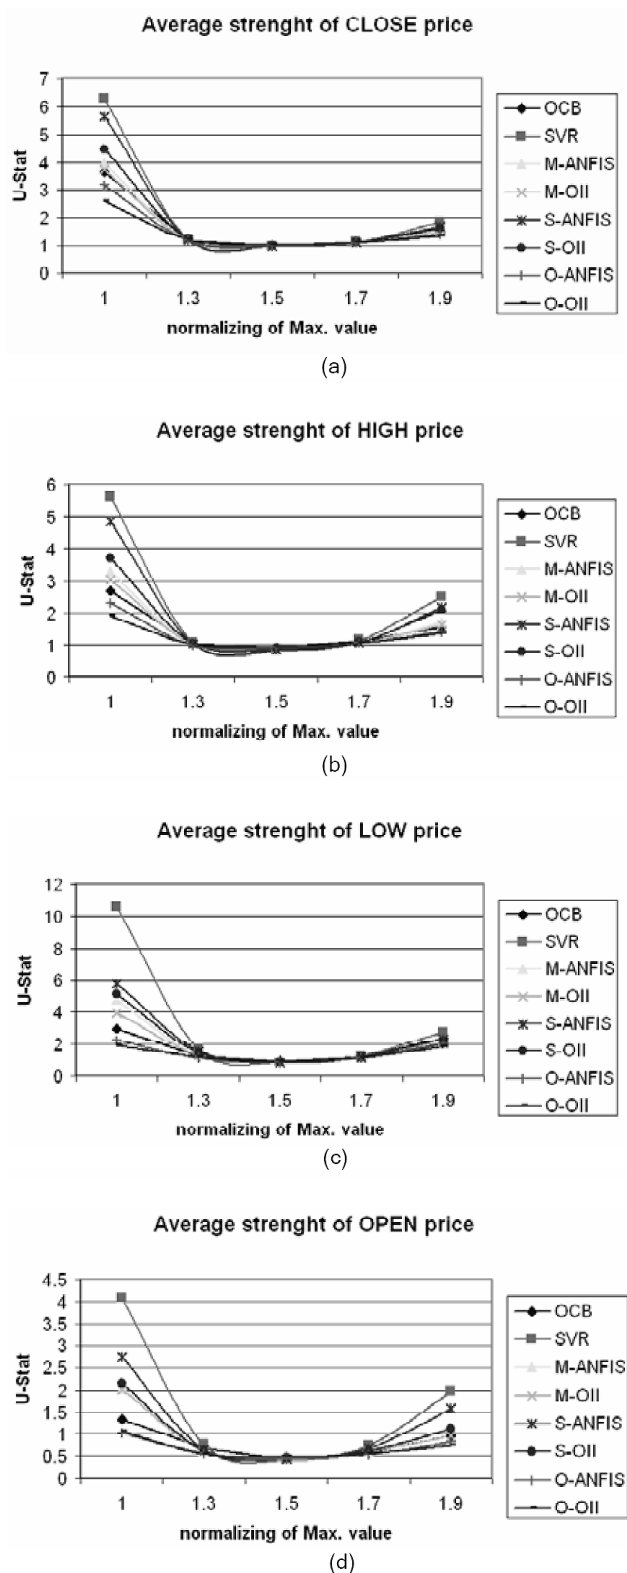 Average strenght of CLOSE price
7
6
5
4
3
2
1
0
U-Stat
1 1.3 1.5 1.7 1.9
normalizing of Max. value
OCB
SVR
M-ANFIS
M-OII
S-ANFIS
S-OII
O-ANFIS
O-OII
(a)
Average strenght of HIGH price
6
5
4
3
2
1
0
U-Stat
1 1.3 1.5 1.7 1.9
normalizing of Max. value
OCB
SVR
M-ANFIS
M-OII
S-ANFIS
S-OII
O-ANFIS
O-OII
(b)
Average strenght of LOW price
12
10
8
6
4
2
0
U-Stat
1 1.3 1.5 1.7 1.9
normalizing of Max. value
OCB
SVR
M-ANFIS
M-OII
S-ANFIS
S-OII
O-ANFIS
O-OII
(c)
Average strenght of OPEN price
4.5
4
3.5
3
2.5
2
1.5
1
0.5
0
U-Stat
1 1.3 1.5 1.7 1.9
normalizing of Max. value
OCB
SVR
M-ANFIS
M-OII
S-ANFIS
S-OII
O-ANFIS
O-OII
(d)